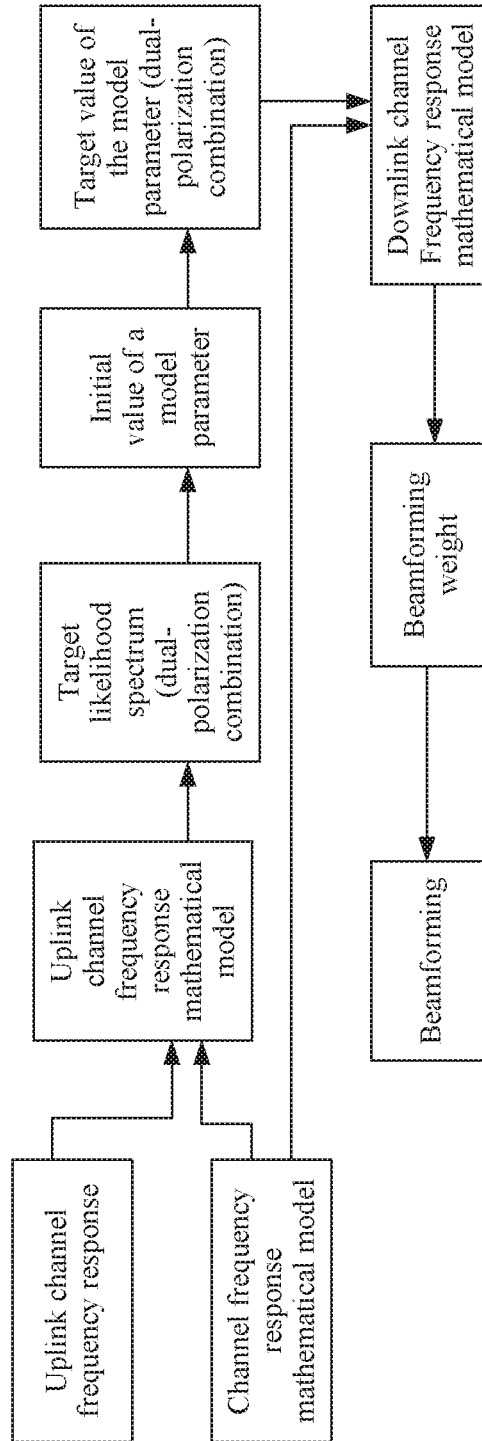 Uplink channel
frequency response
Channel frequency
response
mathematical model
Uplink
channel
frequency
response
mathematical
model
Target
likelihood
spectrum
(dual-
polarization
combination)
Initial
value of a
model
parameter
Target value of
the model
parameter (dual-
polarization
combination)
Downlink channel
Frequency response
mathematical model
Beamforming
weight
Beamforming